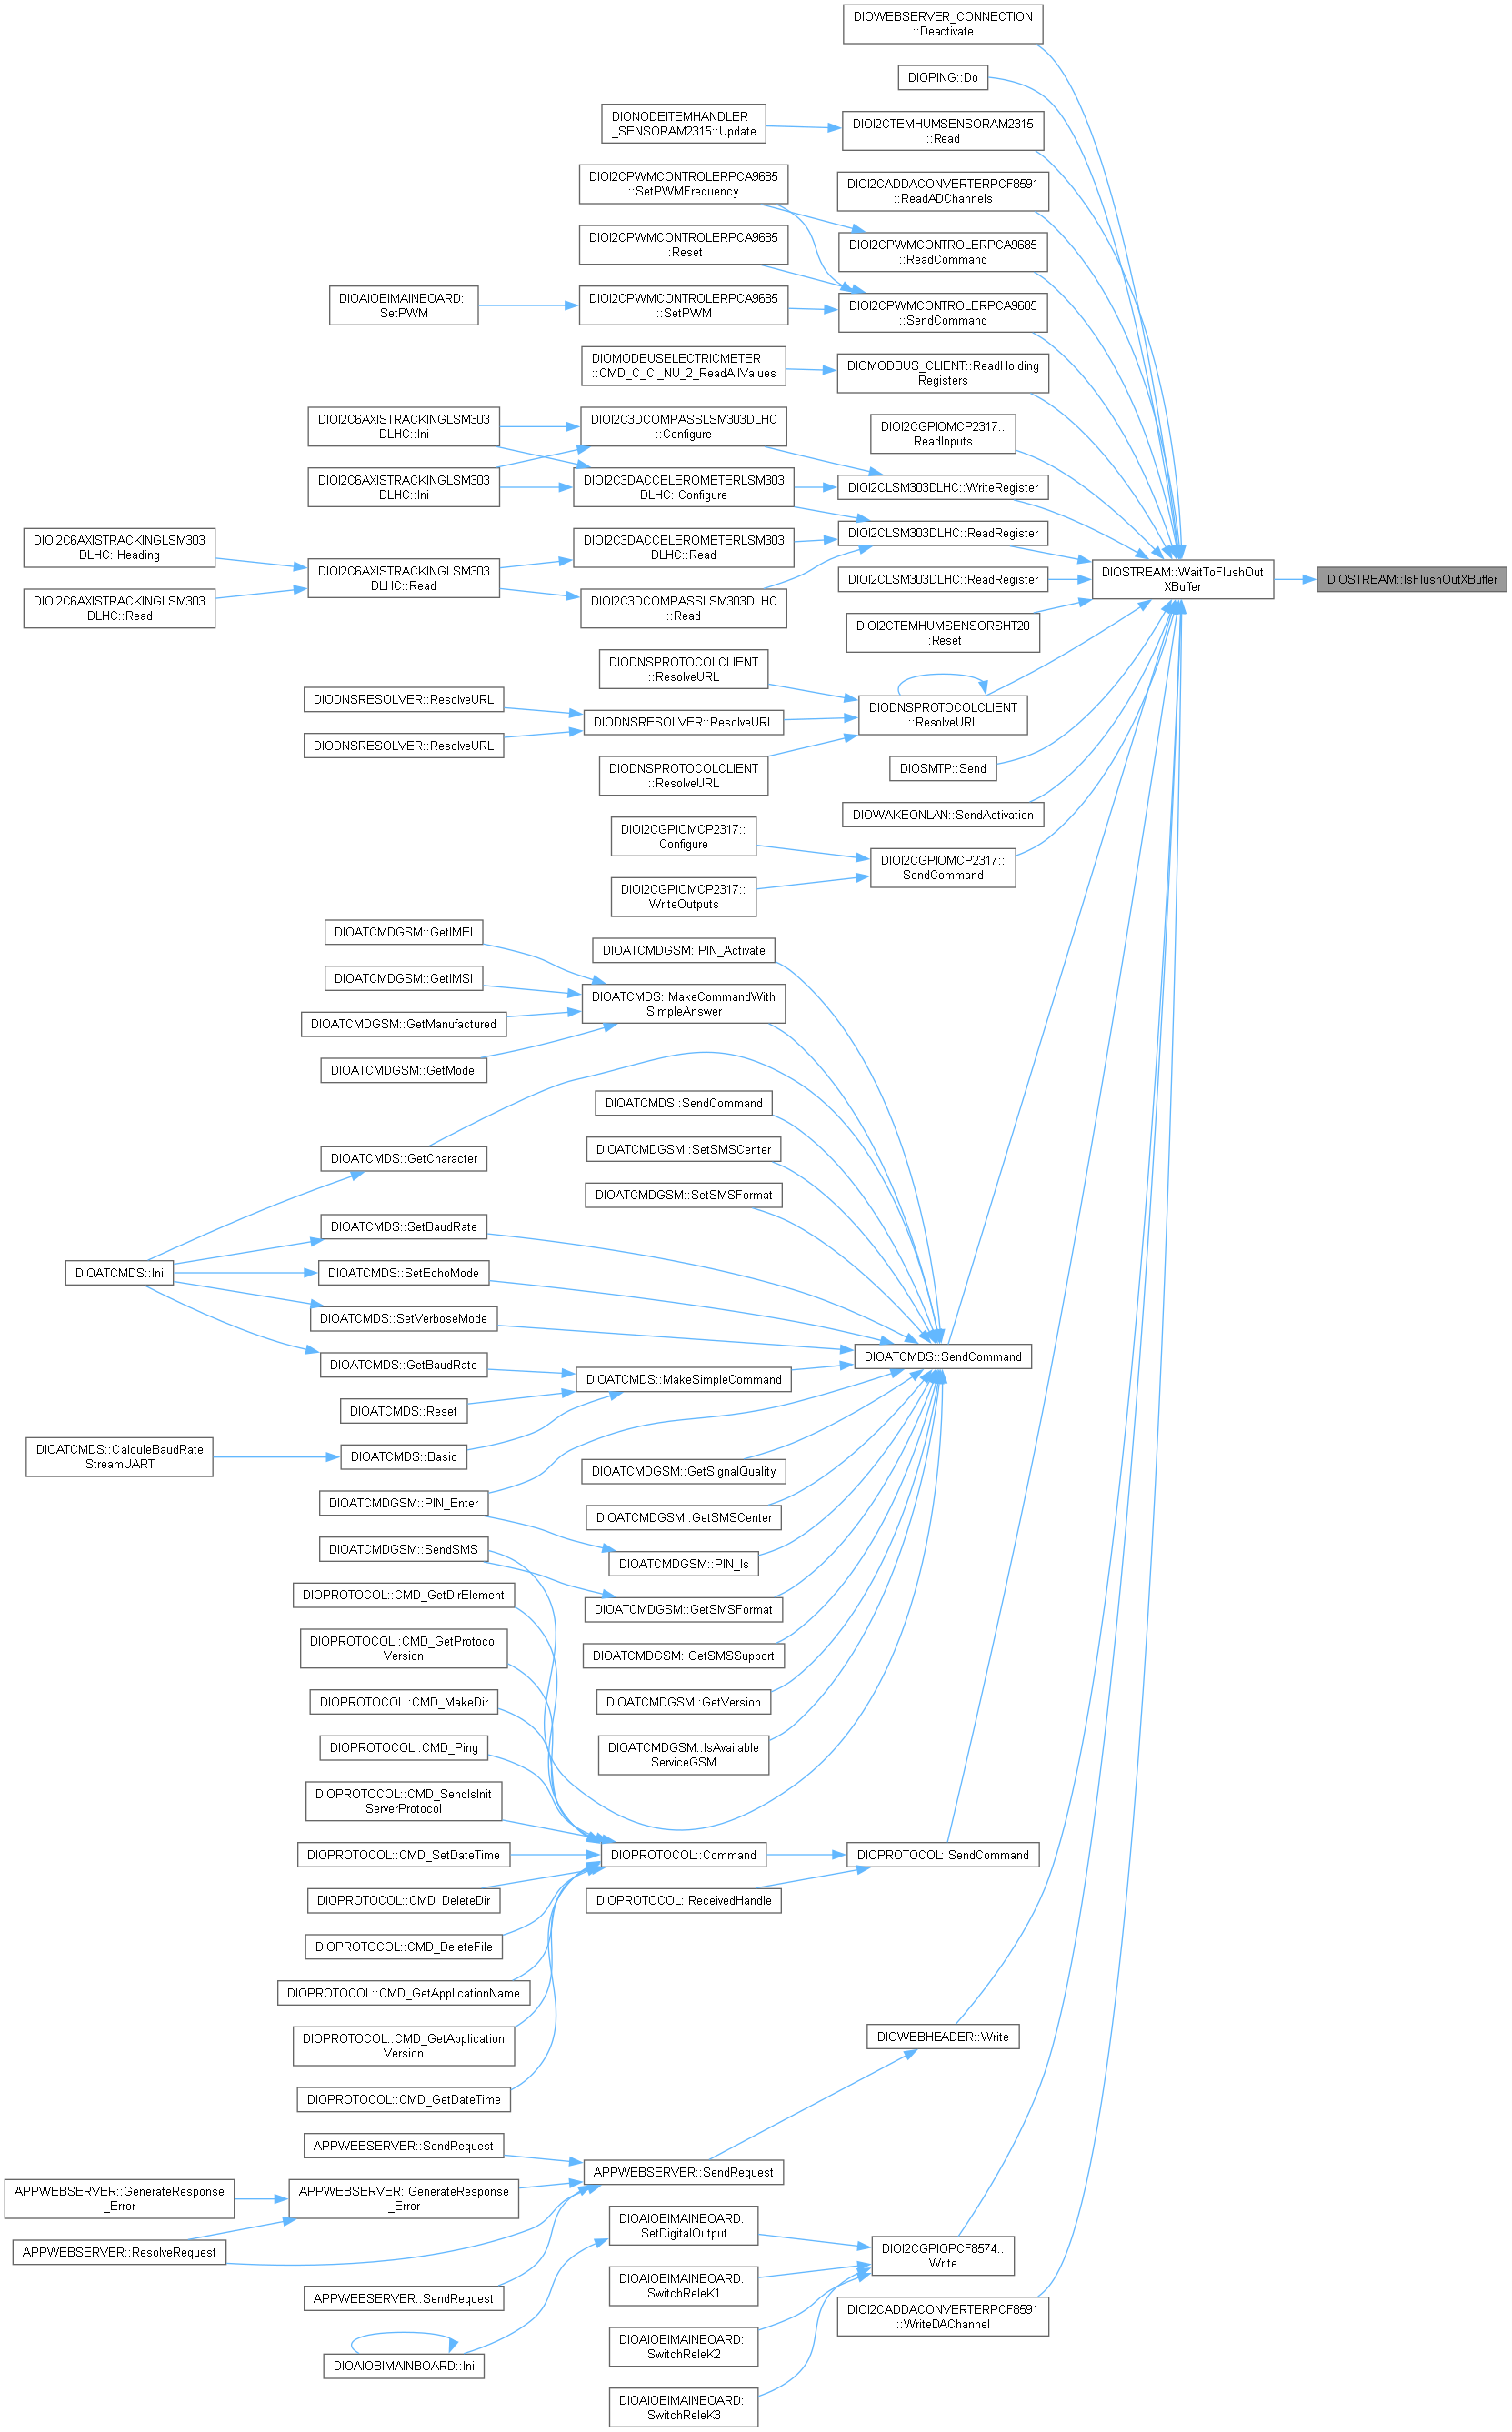 DIOWEBSERVER_CONNECTION
::Deactivate
DIOPING::Do
DIONODEITEMHANDLER
_SENSORAM2315::Update
DIOI2CTEMHUMSENSORAM2315
::Read
DIOI2CPWMCONTROLERPCA9685
::SetPWMFrequency
DIOI2CADDACONVERTERPCF8591
::ReadADChannels
DIOI2CPWMCONTROLERPCA9685
::Reset
DIOI2CPWMCONTROLERPCA9685
::ReadCommand
DIOAIOBIMAINBOARD::
SetPWM
DIOI2CPWMCONTROLERPCA9685
::SetPWM
DIOI2CPWMCONTROLERPCA9685
::SendCommand
DIOMODBUSELECTRICMETER
::CMD_C_CI_NU_2_ReadAllValues
DIOMODBUS_CLIENT::ReadHolding
Registers
DIOI2C6AXISTRACKINGLSM303
DLHC::Ini
DIOI2C3DCOMPASSLSM303DLHC
::Configure
DIOI2CGPIOMCP2317::
ReadInputs
DIOI2C6AXISTRACKINGLSM303
DLHC::Ini
DIOI2C3DACCELEROMETERLSM303
DLHC::Configure
DIOI2CLSM303DLHC::WriteRegister
DIOI2C6AXISTRACKINGLSM303
DLHC::Heading
DIOI2C3DACCELEROMETERLSM303
DLHC::Read
DIOI2CLSM303DLHC::ReadRegister
DIOI2C6AXISTRACKINGLSM303
DLHC::Read
DIOI2C6AXISTRACKINGLSM303
DLHC::Read
DIOI2C3DCOMPASSLSM303DLHC
::Read
DIOI2CLSM303DLHC::ReadRegister
DIOSTREAM::WaitToFlushOut
XBuffer
DIOSTREAM::IsFlushOutXBuffer
DIOI2CTEMHUMSENSORSHT20
::Reset
DIODNSPROTOCOLCLIENT
::ResolveURL
DIODNSRESOLVER::ResolveURL
DIODNSRESOLVER::ResolveURL
DIODNSPROTOCOLCLIENT
::ResolveURL
DIODNSRESOLVER::ResolveURL
DIODNSPROTOCOLCLIENT
::ResolveURL
DIOSMTP::Send
DIOWAKEONLAN::SendActivation
DIOI2CGPIOMCP2317::
Configure
DIOI2CGPIOMCP2317::
SendCommand
DIOI2CGPIOMCP2317::
WriteOutputs
DIOATCMDGSM::GetIMEI
DIOATCMDGSM::PIN_Activate
DIOATCMDGSM::GetIMSI
DIOATCMDS::MakeCommandWith
SimpleAnswer
DIOATCMDGSM::GetManufactured
DIOATCMDGSM::GetModel
DIOATCMDS::SendCommand
DIOATCMDS::GetCharacter
DIOATCMDGSM::SetSMSCenter
DIOATCMDGSM::SetSMSFormat
DIOATCMDS::SetBaudRate
DIOATCMDS::Ini
DIOATCMDS::SetEchoMode
DIOATCMDS::SetVerboseMode
DIOATCMDS::SendCommand
DIOATCMDS::GetBaudRate
DIOATCMDS::MakeSimpleCommand
DIOATCMDS::Reset
DIOATCMDS::CalculeBaudRate
StreamUART
DIOATCMDS::Basic
DIOATCMDGSM::GetSignalQuality
DIOATCMDGSM::PIN_Enter
DIOATCMDGSM::GetSMSCenter
DIOATCMDGSM::SendSMS
DIOATCMDGSM::PIN_Is
DIOPROTOCOL::CMD_GetDirElement
DIOATCMDGSM::GetSMSFormat
DIOPROTOCOL::CMD_GetProtocol
Version
DIOATCMDGSM::GetSMSSupport
DIOPROTOCOL::CMD_MakeDir
DIOATCMDGSM::GetVersion
DIOPROTOCOL::CMD_Ping
DIOATCMDGSM::IsAvailable
ServiceGSM
DIOPROTOCOL::CMD_SendIsInit
ServerProtocol
DIOPROTOCOL::CMD_SetDateTime
DIOPROTOCOL::Command
DIOPROTOCOL::SendCommand
DIOPROTOCOL::CMD_DeleteDir
DIOPROTOCOL::ReceivedHandle
DIOPROTOCOL::CMD_DeleteFile
DIOPROTOCOL::CMD_GetApplicationName
DIOPROTOCOL::CMD_GetApplication
Version
DIOWEBHEADER::Write
DIOPROTOCOL::CMD_GetDateTime
APPWEBSERVER::SendRequest
APPWEBSERVER::SendRequest
APPWEBSERVER::GenerateResponse
_Error
APPWEBSERVER::GenerateResponse
_Error
APPWEBSERVER::ResolveRequest
DIOAIOBIMAINBOARD::
SetDigitalOutput
DIOI2CGPIOPCF8574::
Write
APPWEBSERVER::SendRequest
DIOAIOBIMAINBOARD::
SwitchReleK1
DIOI2CADDACONVERTERPCF8591
::WriteDAChannel
DIOAIOBIMAINBOARD::
SwitchReleK2
DIOAIOBIMAINBOARD::Ini
DIOAIOBIMAINBOARD::
SwitchReleK3